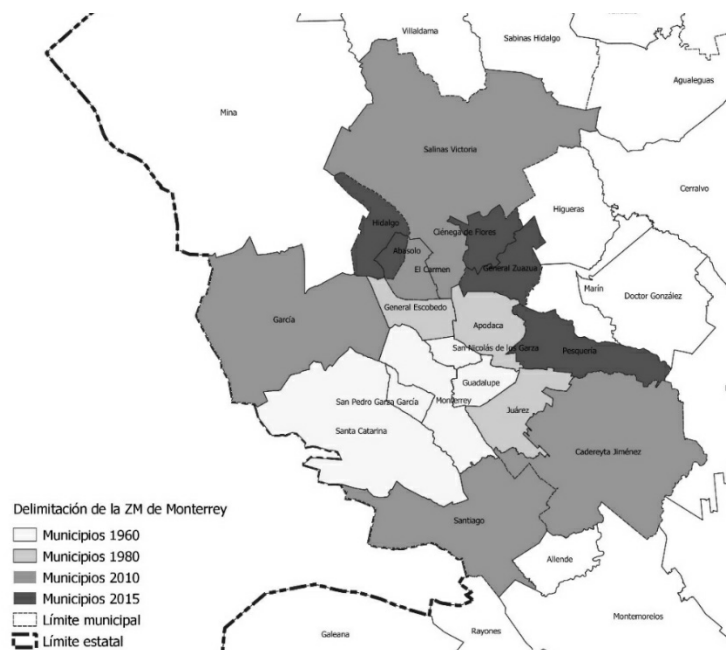 Villaldama
Sabinas Hidalgo
Agualeguas
Mina
Salinas Victoria
Cerralvo
Higueras
Hidalgo
Ciénega de Flores
Abasolo
El Carmen
General Zuazua
Marín
Doctor González
García
General Escobedo
Apodaca
San Nicolás de los Garza
Pesquería
Guadalupe
San Pedro Garza García
Monterrey
Juárez
Santa Catarina
Cadereyta Jiménez
Santiago
Allende
Montemorelos
Rayones
Galeana
Delimitación de la ZM de Monterrey
Municipios 1960
Municipios 1980
Municipios 2010
Municipios 2015
Límite municipal
Límite estatal